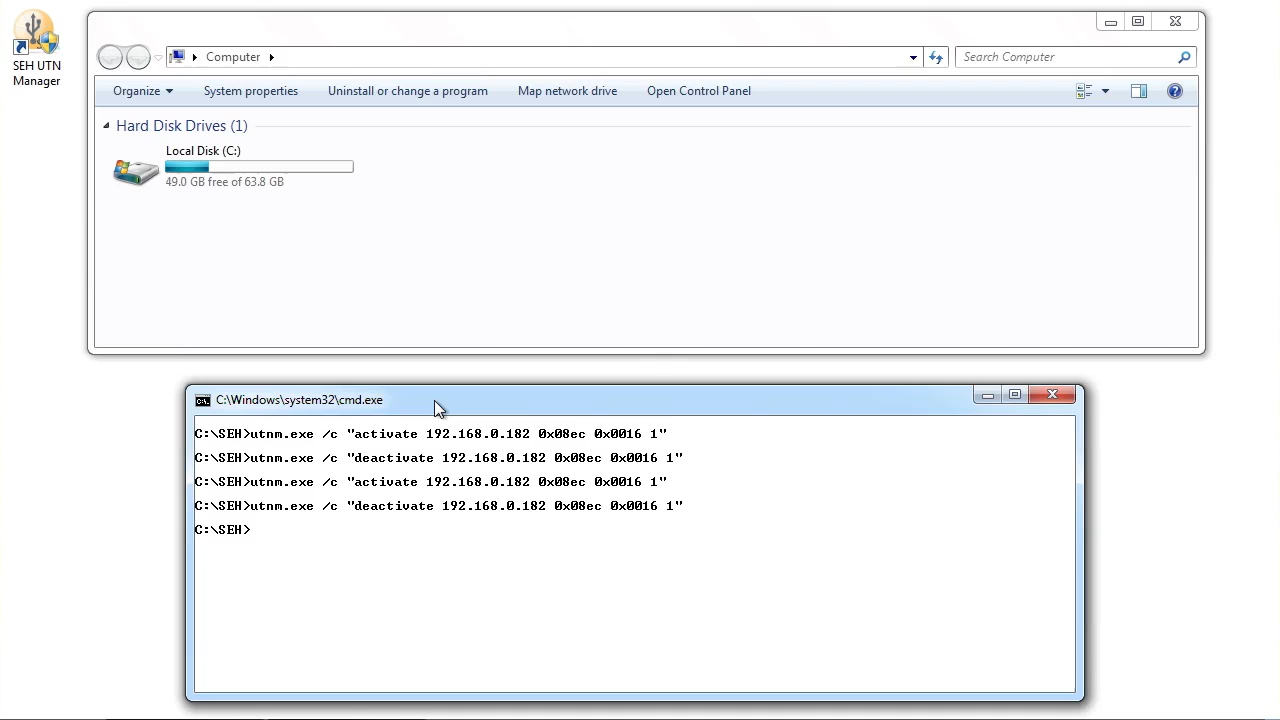 SEH UTN
Manager
Computer
Search Computer
Organize
System properties
Uninstall or change a program
Map network drive
Open Control Panel
Hard Disk Drives (1)
Local Disk (C:)
49.0 GB free of 63.8 GB
C:\Windows\system32\cmd.exe
C:\SEH>utnm.exe /c "activate 192.168.0.182 0x08ec 0x0016 1"
C:\SEH>utnm.exe /c "deactivate 192.168.0.182 0x08ec 0x0016 1"
C:\SEH>utnm.exe /c "activate 192.168.0.182 0x08ec 0x0016 1"
C:\SEH>utnm.exe /c "deactivate 192.168.0.182 0x08ec 0x0016 1"
C:\SEH>